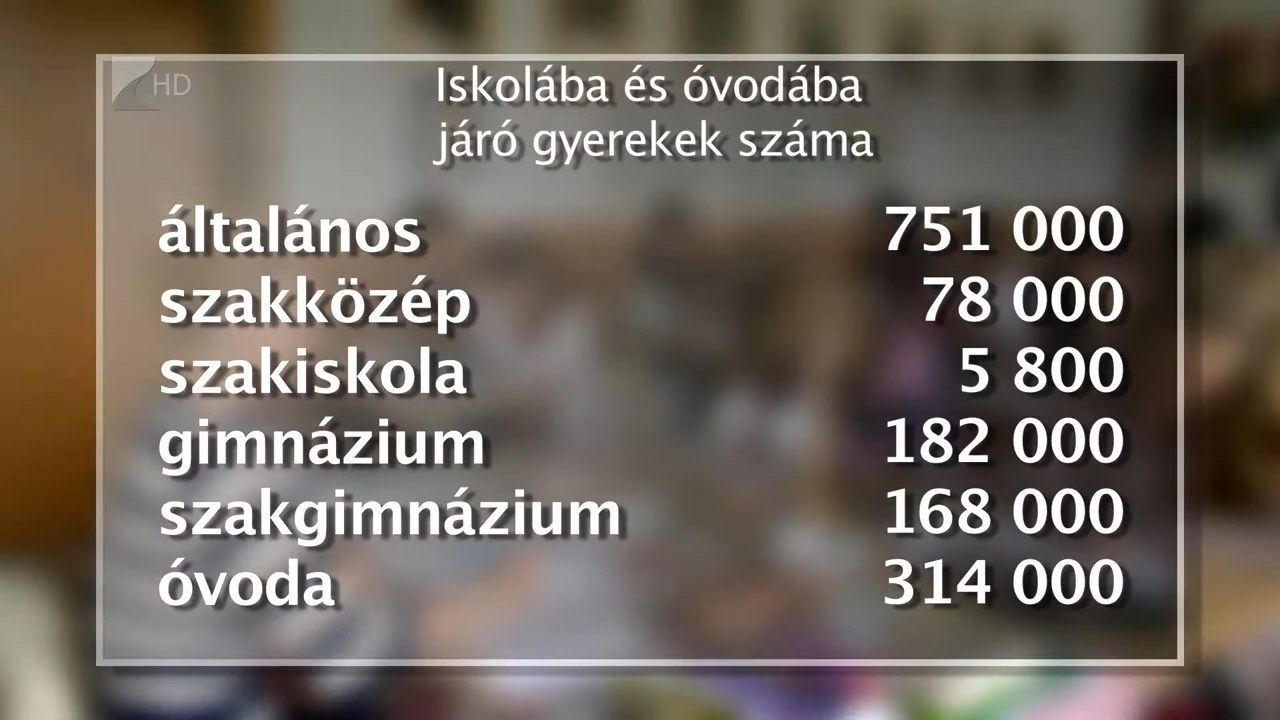 HD
Iskolába és óvodába
járó gyerekek száma
általános 751 000
szakközép 78 000
szakiskola 5 800
gimnázium 182 000
szakgimnázium 168 000
óvoda 314 000